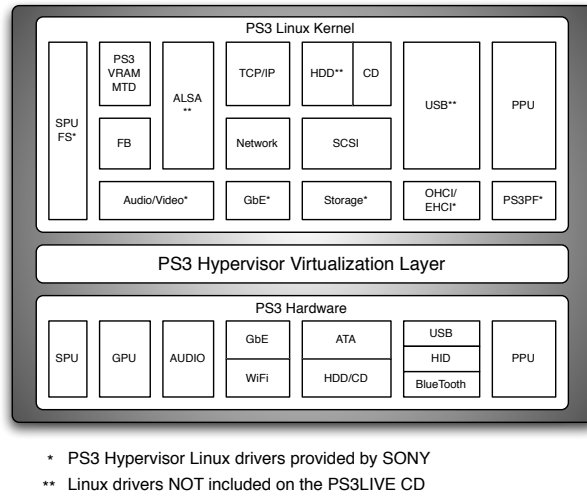 PS3 Linux Kernel
SPU
FS*
PS3
VRAM
MTD
FB
ALSA
**
Audio/Video*
TCP/IP
Network
GbE*
HDD**
CD
SCSI
Storage*
USB**
OHCI/
EHCI*
PPU
PS3PF*
PS3 Hypervisor Virtualization Layer
PS3 Hardware
SPU
GPU
AUDIO
GbE
WiFi
ATA
HDD/CD
USB
HID
BlueTooth
PPU
* PS3 Hypervisor Linux drivers provided by SONY
** Linux drivers NOT included on the PS3LIVE CD